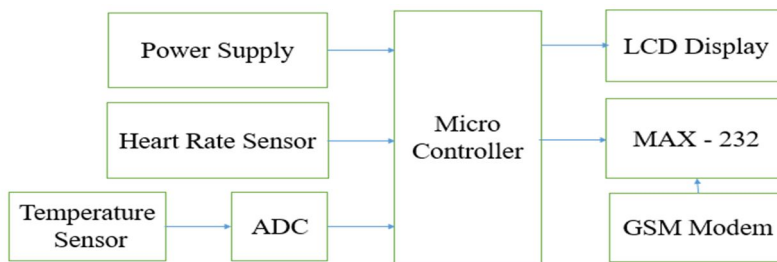 Power Supply
Heart Rate Sensor
Temperature
Sensor
ADC
Micro
Controller
LCD Display
MAX - 232
GSM Modem